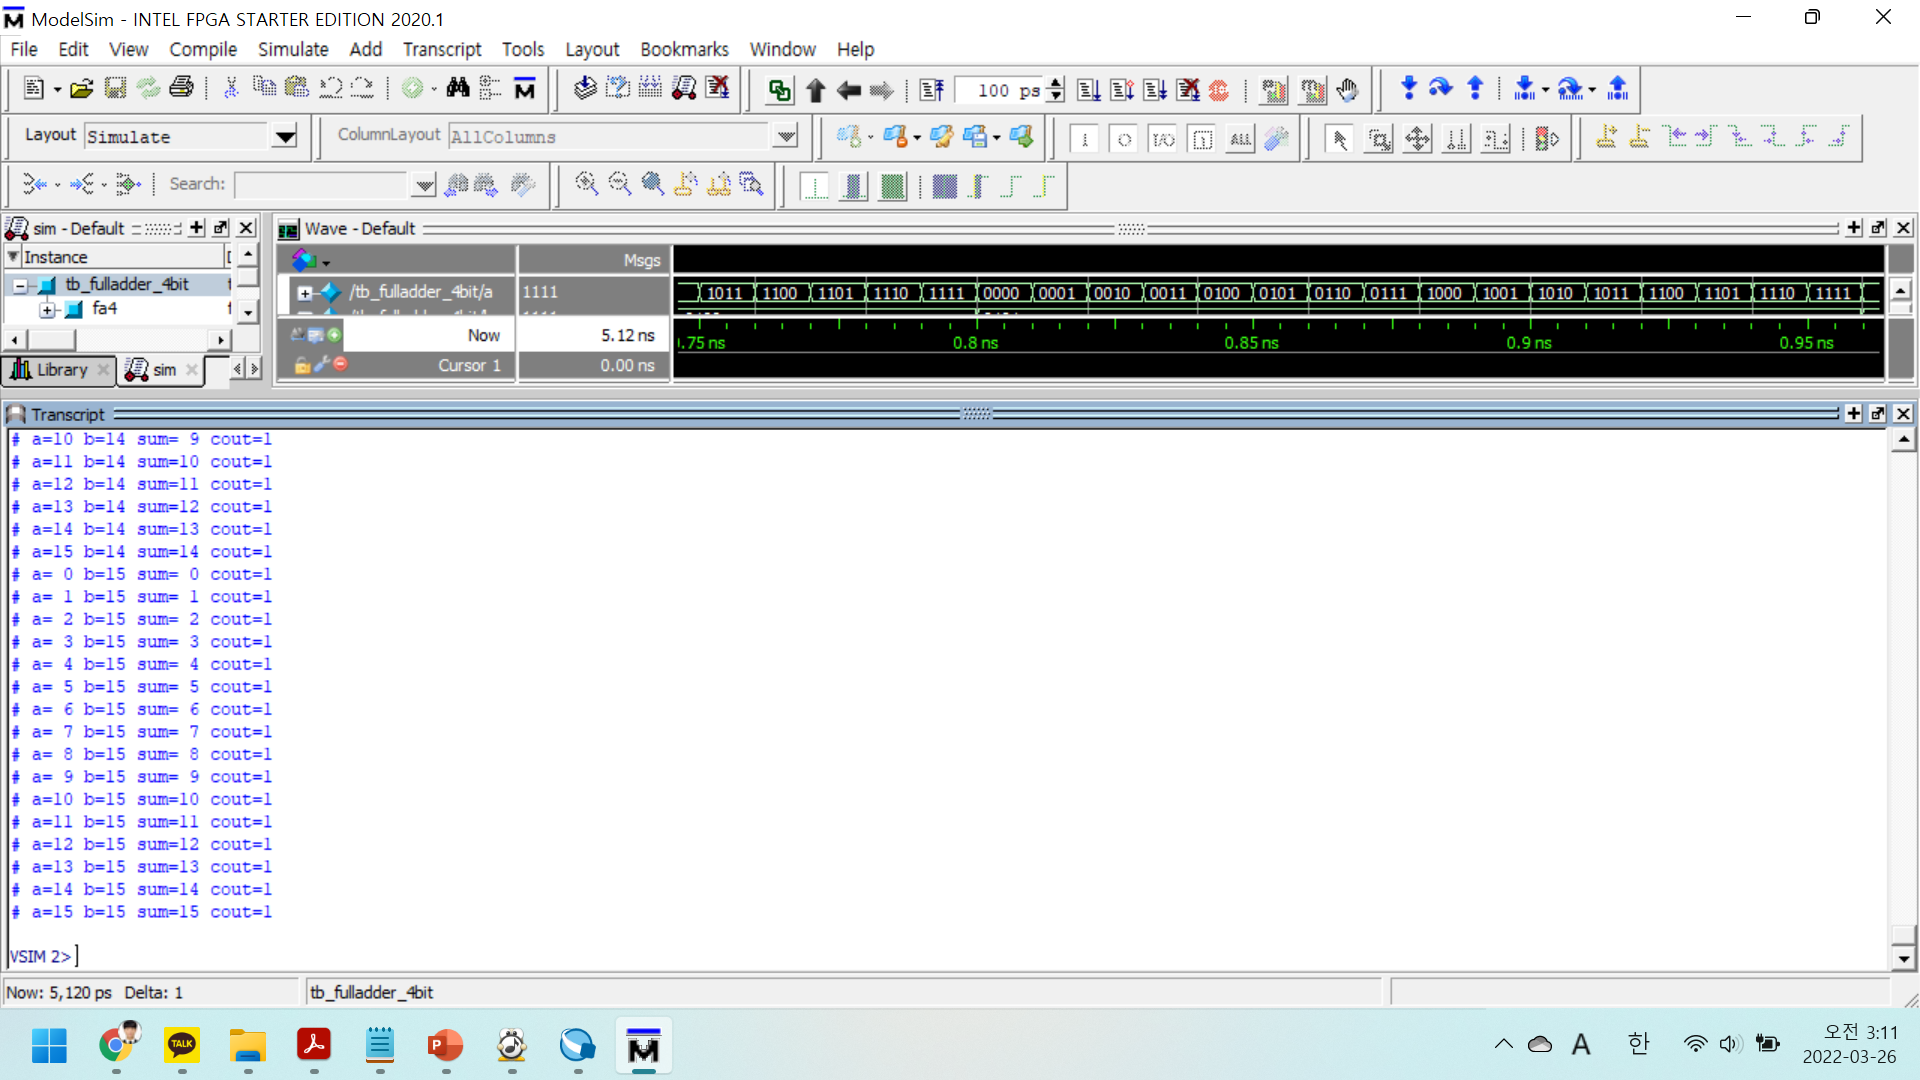 ModelSim - INTEL FPGA STARTER EDITION 2020.1
File Edit View Compile Simulate Add Transcript Tools Layout Bookmarks Window Help
100 ps
Layout Simulate
ColumnLayout AllColumns
ALL
Search:
sim - Default
Instance
tb_fulladder_4bit
fa4
Library
sim
Wave - Default
Msgs
/tb_fulladder_4bit/a 1111
1011 1100 1101 1110 1111 0000 0001 0010 0011 0100 0101 0110 0111 1000 1001 1010 1011 1100 1101 1110 1111
Now 5.12 ns
Cursor 1 0.00 ns
.75 ns 0.8 ns 0.85 ns 0.9 ns 0.95 ns
Transcript
# a=10 b=14 sum= 9 cout=1
# a=11 b=14 sum=10 cout=1
# a=12 b=14 sum=11 cout=1
# a=13 b=14 sum=12 cout=1
# a=14 b=14 sum=13 cout=1
# a=15 b=14 sum=14 cout=1
# a= 0 b=15 sum= 0 cout=1
# a= 1 b=15 sum= 1 cout=1
# a= 2 b=15 sum= 2 cout=1
# a= 3 b=15 sum= 3 cout=1
# a= 4 b=15 sum= 4 cout=1
# a= 5 b=15 sum= 5 cout=1
# a= 6 b=15 sum= 6 cout=1
# a= 7 b=15 sum= 7 cout=1
# a= 8 b=15 sum= 8 cout=1
# a= 9 b=15 sum= 9 cout=1
# a=10 b=15 sum=10 cout=1
# a=11 b=15 sum=11 cout=1
# a=12 b=15 sum=12 cout=1
# a=13 b=15 sum=13 cout=1
# a=14 b=15 sum=14 cout=1
# a=15 b=15 sum=15 cout=1
VSIM 2>]
Now: 5,120 ps Delta: 1
tb_fulladder_4bit
TALK
A 한
오전 3:11
2022-03-26